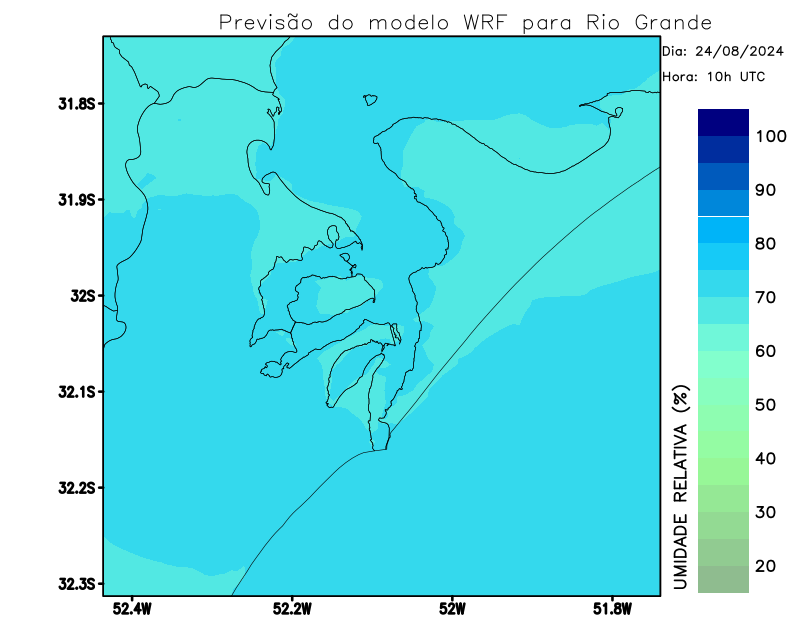 Previsão do modelo WRF para Rio Grande
Dia: 24/08/2024
Hora: 10h UTC
31.8S
31.9S
32S
32.1S
32.2S
32.3S
52.4W
52.2W
52W
51.8W
UMIDADE RELATIVA (%)
100
90
80
70
60
50
40
30
20